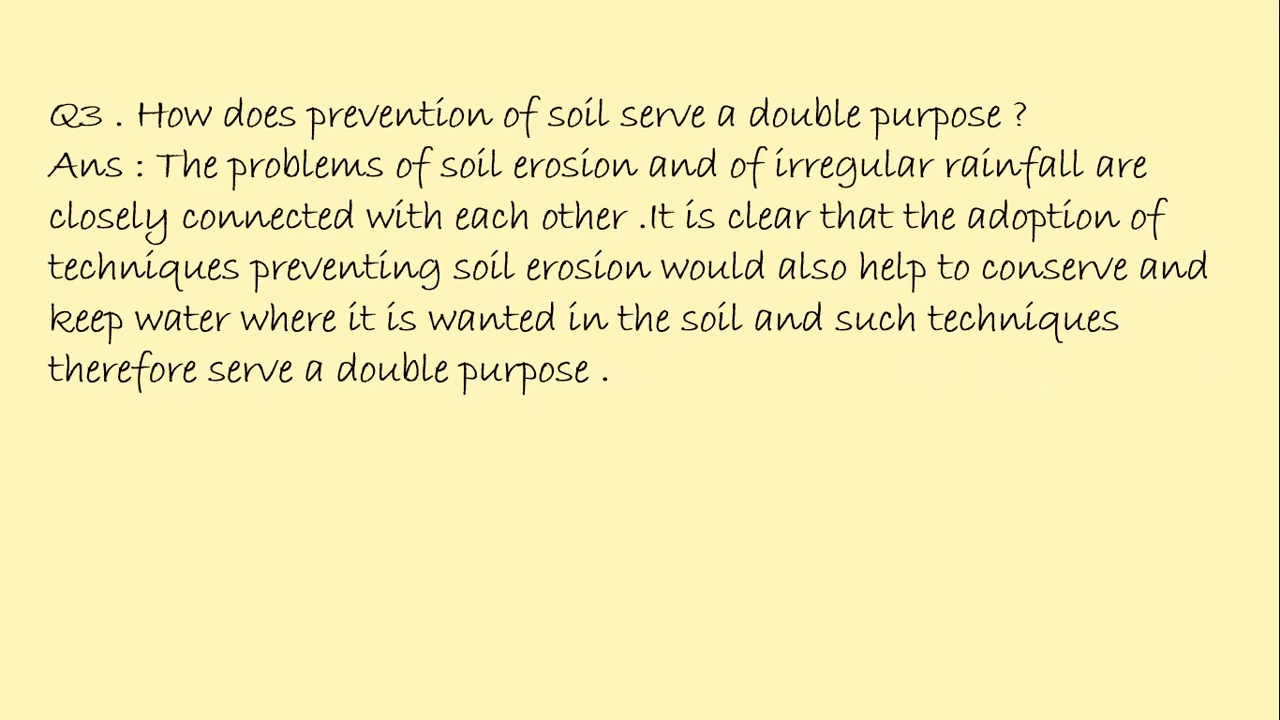 Q3 . How does prevention of soil serve a double purpose ?
Ans : The problems of soil erosion and of irregular rainfall are
closely connected with each other .It is clear that the adoption of
techniques preventing soil erosion would also help to conserve and
keep water where it is wanted in the soil and such techniques
therefore serve a double purpose .